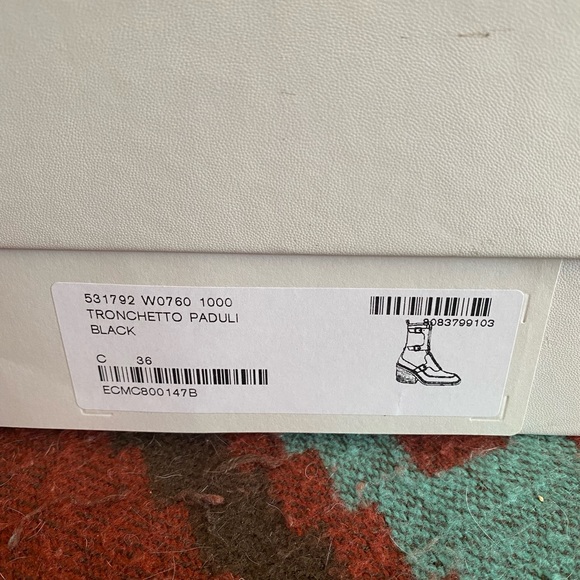 531792 W0760 1000
TRONCHETTO PADULI
BLACK
8083799103
C 36
ECMC800147B